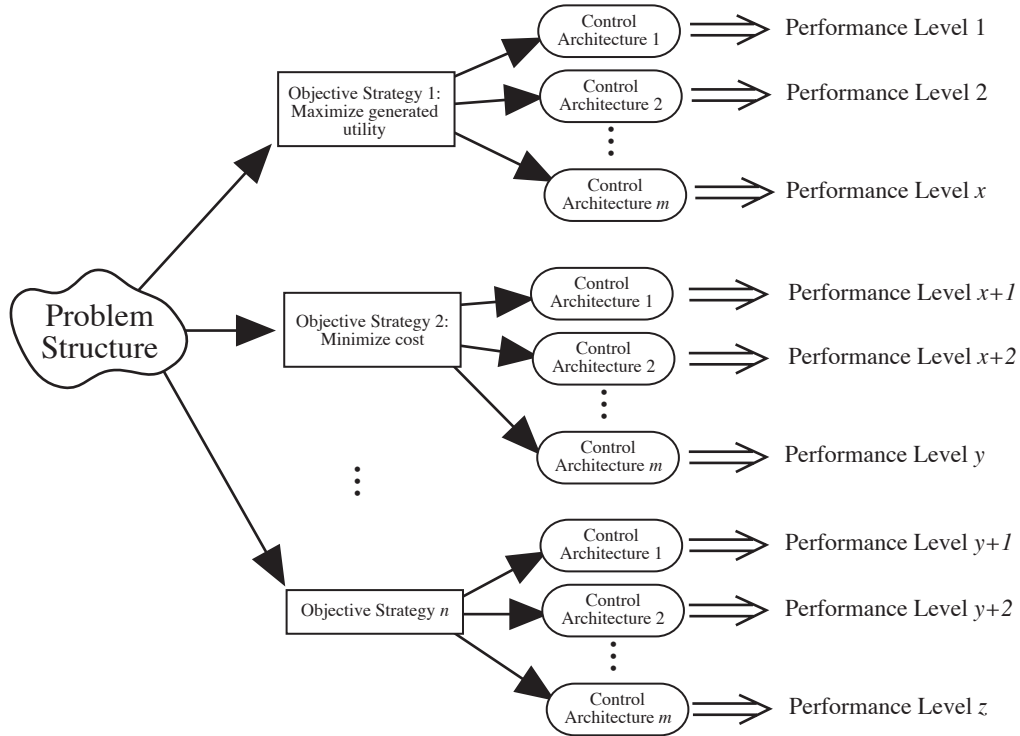 Problem
Structure
Objective Strategy 1:
Maximize generated
utility
Control
Architecture 1
Performance Level 1
Control
Architecture 2
Performance Level 2
Control
Architecture m
Performance Level x
Objective Strategy 2:
Minimize cost
Control
Architecture 1
Performance Level x+1
Control
Architecture 2
Performance Level x+2
Control
Architecture m
Performance Level y
Objective Strategy n
Control
Architecture 1
Performance Level y+1
Control
Architecture 2
Performance Level y+2
Control
Architecture m
Performance Level z